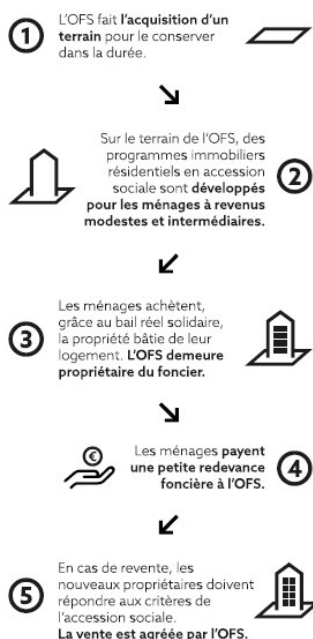 1
L'OFS fait l'acquisition d'un
terrain pour le conserver
dans la durée.
Sur le terrain de l'OFS, des
programmes immobiliers
résidentiels en accession
sociale sont développés
pour les ménages à revenus
modestes et intermédiaires.
2
Les ménages achètent,
grâce au bail réel solidaire,
la propriété bâtie de leur
logement. L'OFS demeure
propriétaire du foncier.
3
€
Les ménages payent
une petite redevance
foncière à l'OFS.
4
En cas de revente, les
nouveaux propriétaires doivent
répondre aux critères de
l'accession sociale.
La vente est agréée par l'OFS.
5